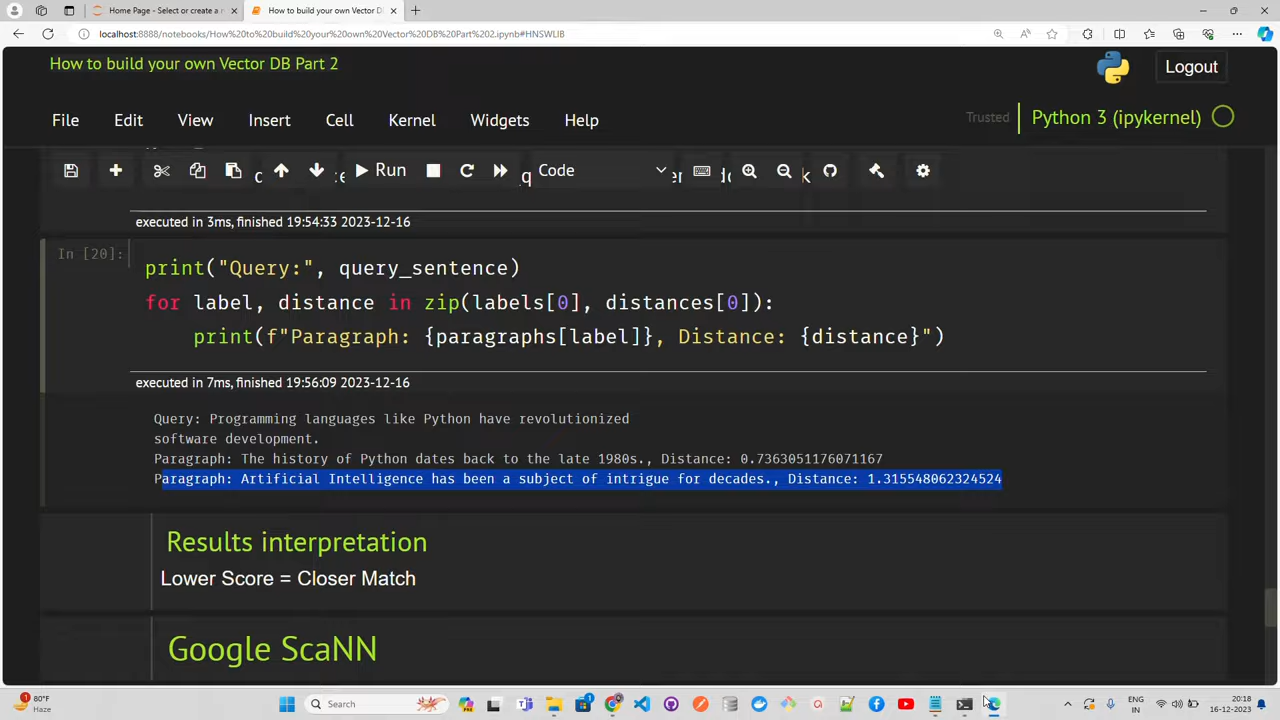 Home Page - Select or create a n
How to build your own Vector D
localhost:8888/notebooks/How%20to%20build%20your%20own%20Vector%20DB%20Part%202.ipynb#HNSWLIB
How to build your own Vector DB Part 2
Logout
File Edit View Insert Cell Kernel Widgets Help
Trusted
Python 3 (ipykernel)
Run
Code
executed in 3ms, finished 19:54:33 2023-12-16
In [20]:
print("Query:", query_sentence)
for label, distance in zip(labels[0], distances[0]):
print(f"Paragraph: {paragraphs[label]}, Distance: {distance}")
executed in 7ms, finished 19:56:09 2023-12-16
Query: Programming languages like Python have revolutionized
software development.
Paragraph: The history of Python dates back to the late 1980s., Distance: 0.7363051176071167
Paragraph: Artificial Intelligence has been a subject of intrigue for decades., Distance: 1.315548062324524
Results interpretation
Lower Score = Closer Match
Google ScaNN
1
80°F
Haze
Search
1
ENG
IN
20:18
16-12-2023